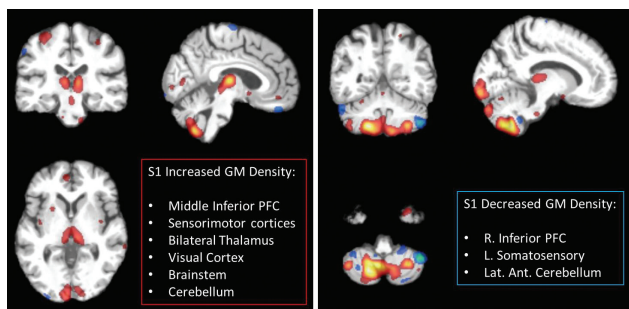 S1 Increased GM Density:
• Middle Inferior PFC
• Sensorimotor cortices
• Bilateral Thalamus
• Visual Cortex
• Brainstem
• Cerebellum
S1 Decreased GM Density:
• R. Inferior PFC
• L. Somatosensory
• Lat. Ant. Cerebellum